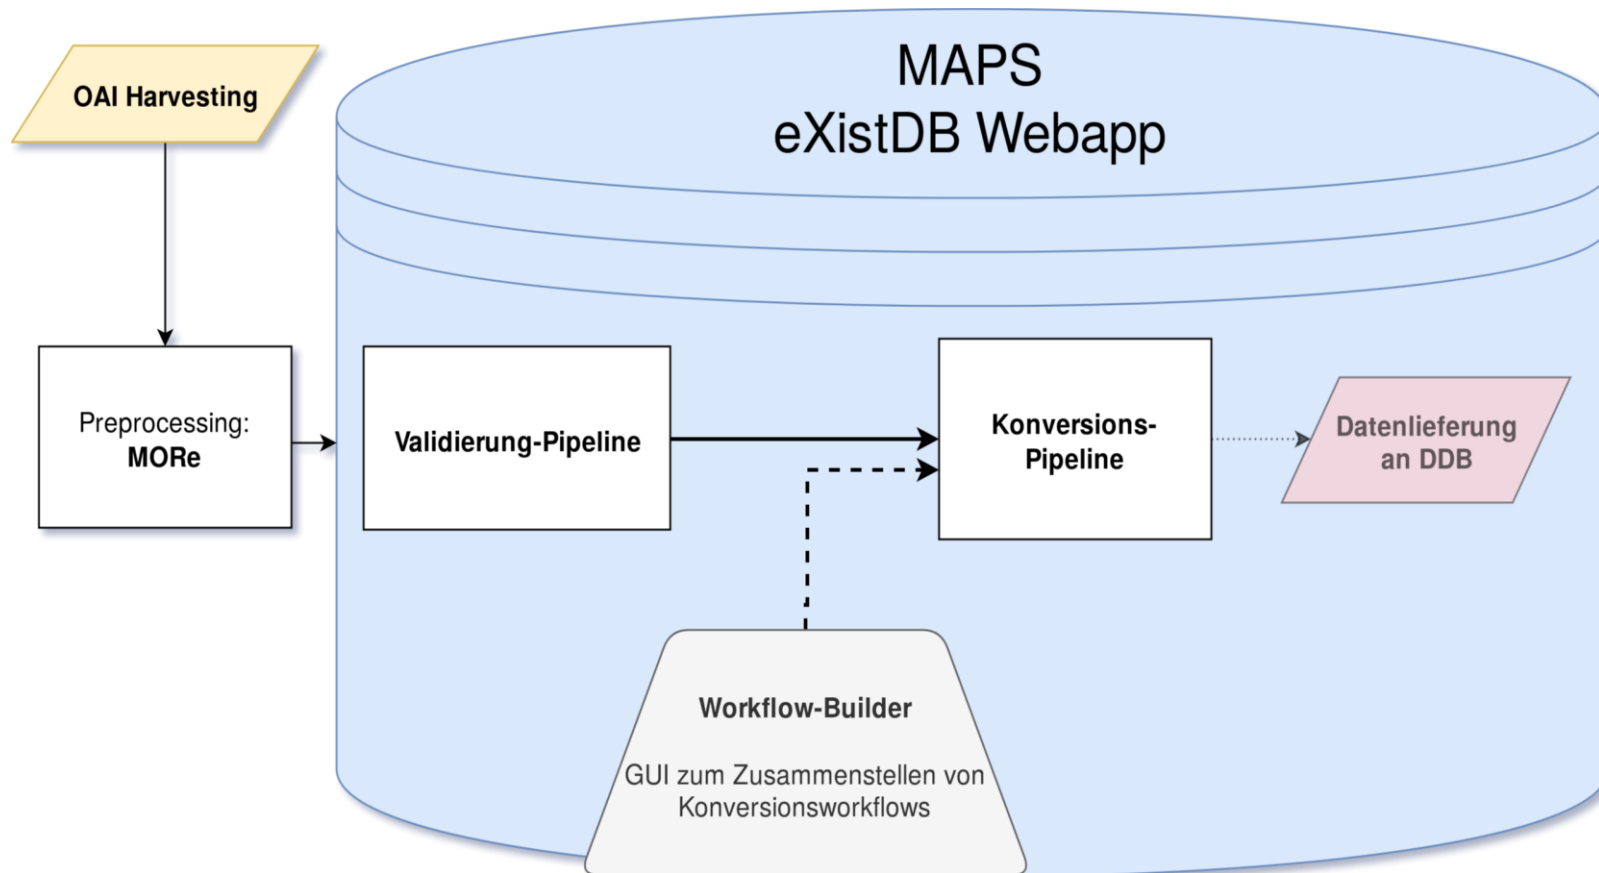 MAPS
eXistDB Webapp
OAI Harvesting
Preprocessing:
MORe
Validierung-Pipeline
Konversions-
Pipeline
Datenlieferung
an DDB
Workflow-Builder
GUI zum Zusammenstellen von
Konversionsworkflows